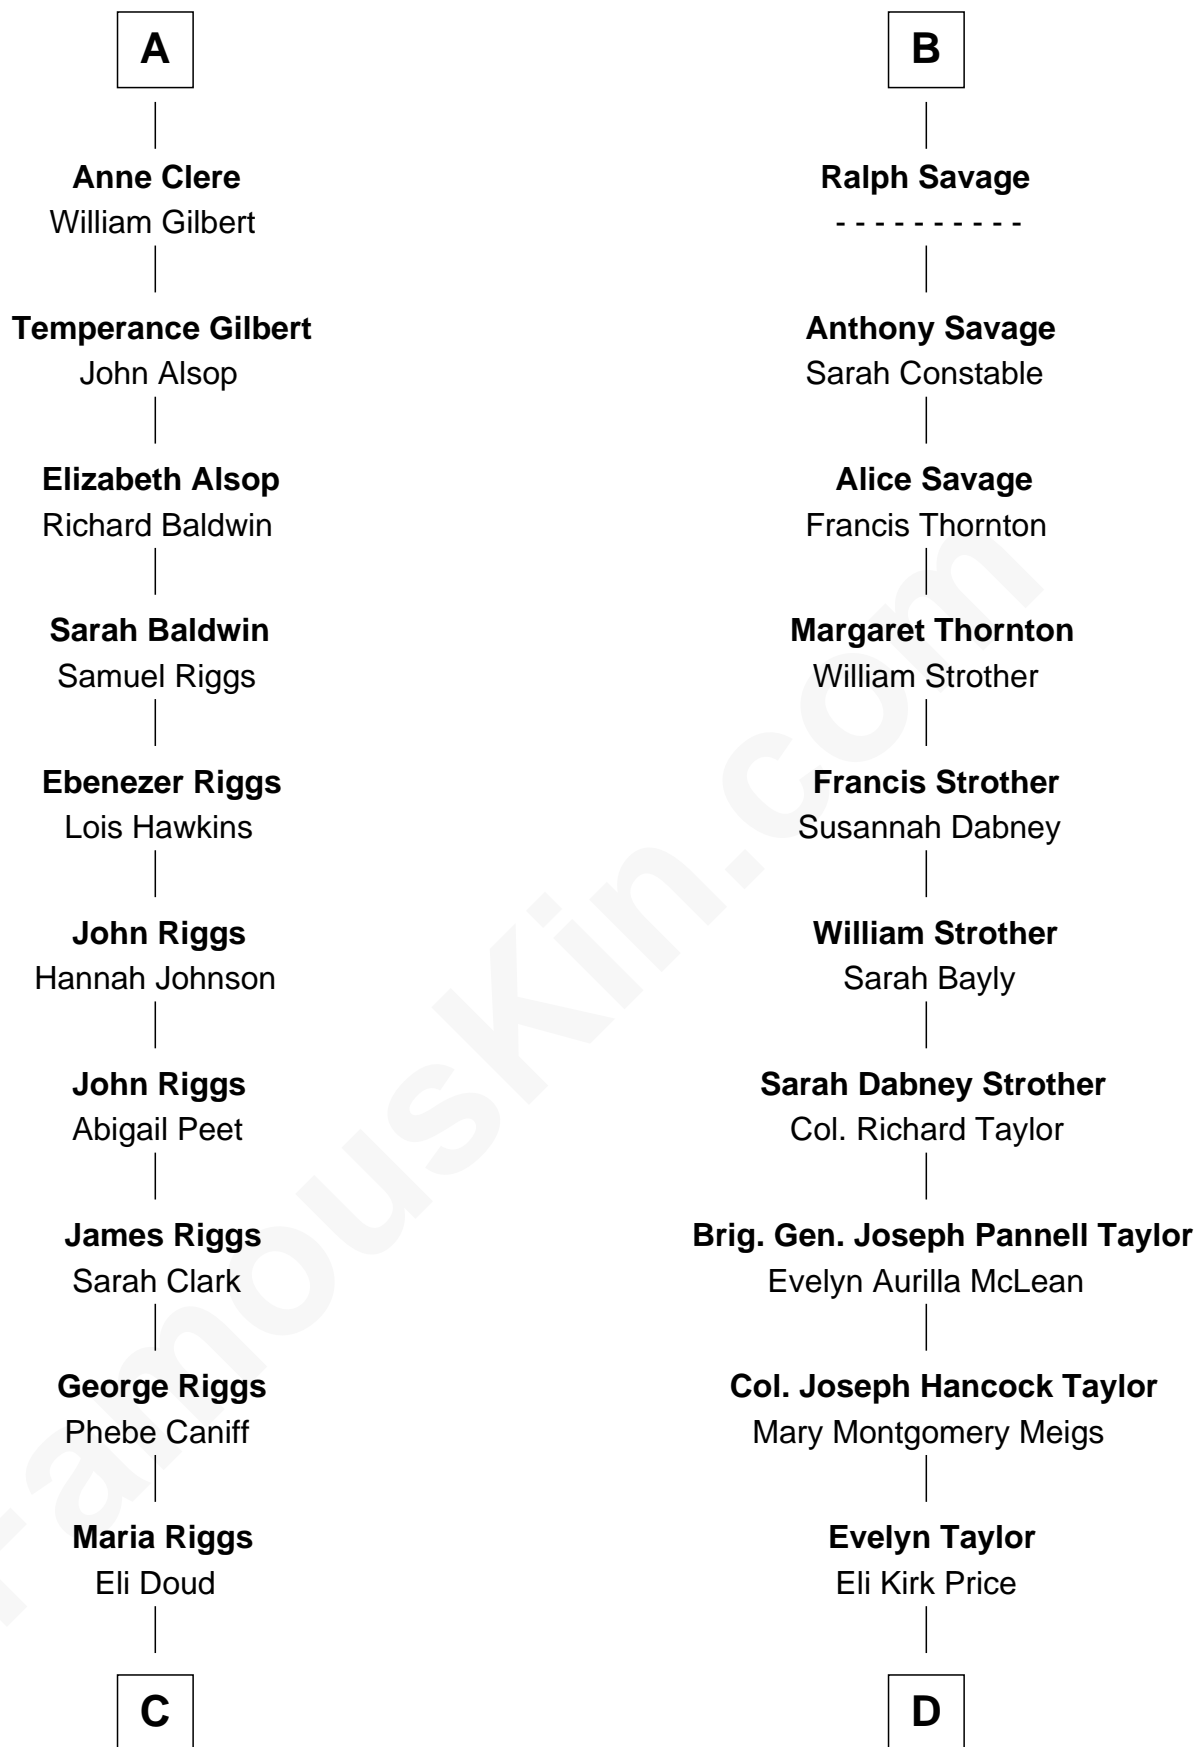 A
Anne Clere
William Gilbert
Temperance Gilbert
John Alsop
Elizabeth Alsop
Richard Baldwin
Sarah Baldwin
Samuel Riggs
Ebenezer Riggs
Lois Hawkins
John Riggs
Hannah Johnson
John Riggs
Abigail Peet
James Riggs
Sarah Clark
George Riggs
Phebe Caniff
Maria Riggs
Eli Doud
C
B
Ralph Savage
- - - - - - - - - -
Anthony Savage
Sarah Constable
Alice Savage
Francis Thornton
Margaret Thornton
William Strother
Francis Strother
Susannah Dabney
William Strother
Sarah Bayly
Sarah Dabney Strother
Col. Richard Taylor
Brig. Gen. Joseph Pannell Taylor
Evelyn Aurilla McLean
Col. Joseph Hancock Taylor
Mary Montgomery Meigs
Evelyn Taylor
Eli Kirk Price
D
FamousKin.com